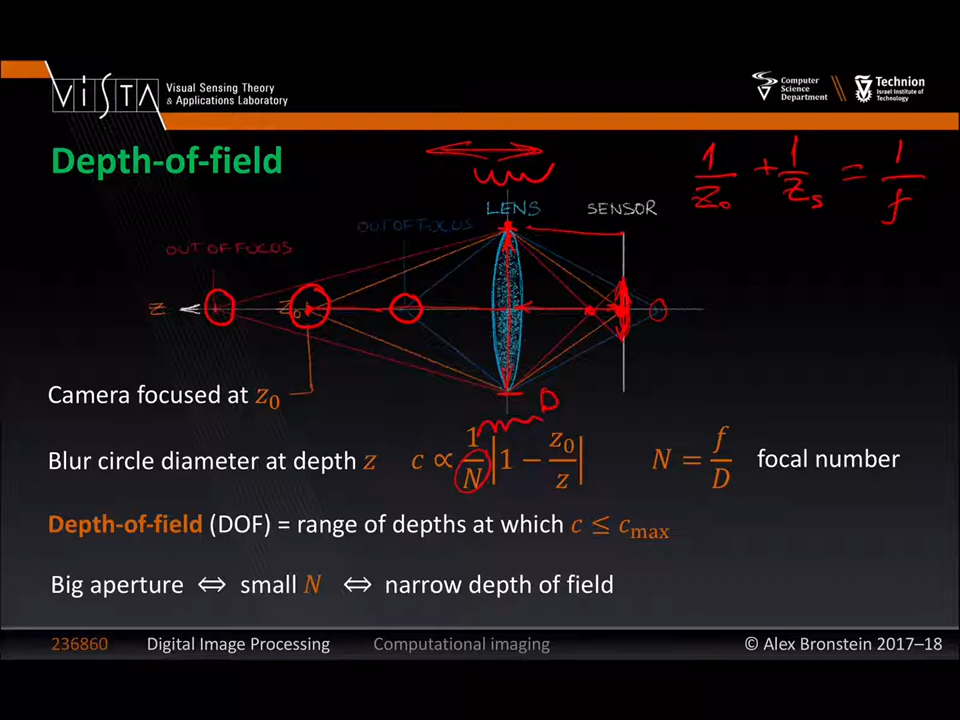 VISTA Visual Sensing Theory
& Applications Laboratory
Computer
Science
Department
Technion
Israel Institute of
Technology
Depth-of-field
1/z₀ + 1/zₛ = 1/f
LENS
SENSOR
OUT OF FOCUS
OUT OF FOCUS
z
z₀
D
Camera focused at z₀
Blur circle diameter at depth z c ∝ 1/N |1 − z₀/z| N = f/D focal number
Depth-of-field (DOF) = range of depths at which c ≤ cmax
Big aperture ⇔ small N ⇔ narrow depth of field
236860 Digital Image Processing Computational imaging © Alex Bronstein 2017–18